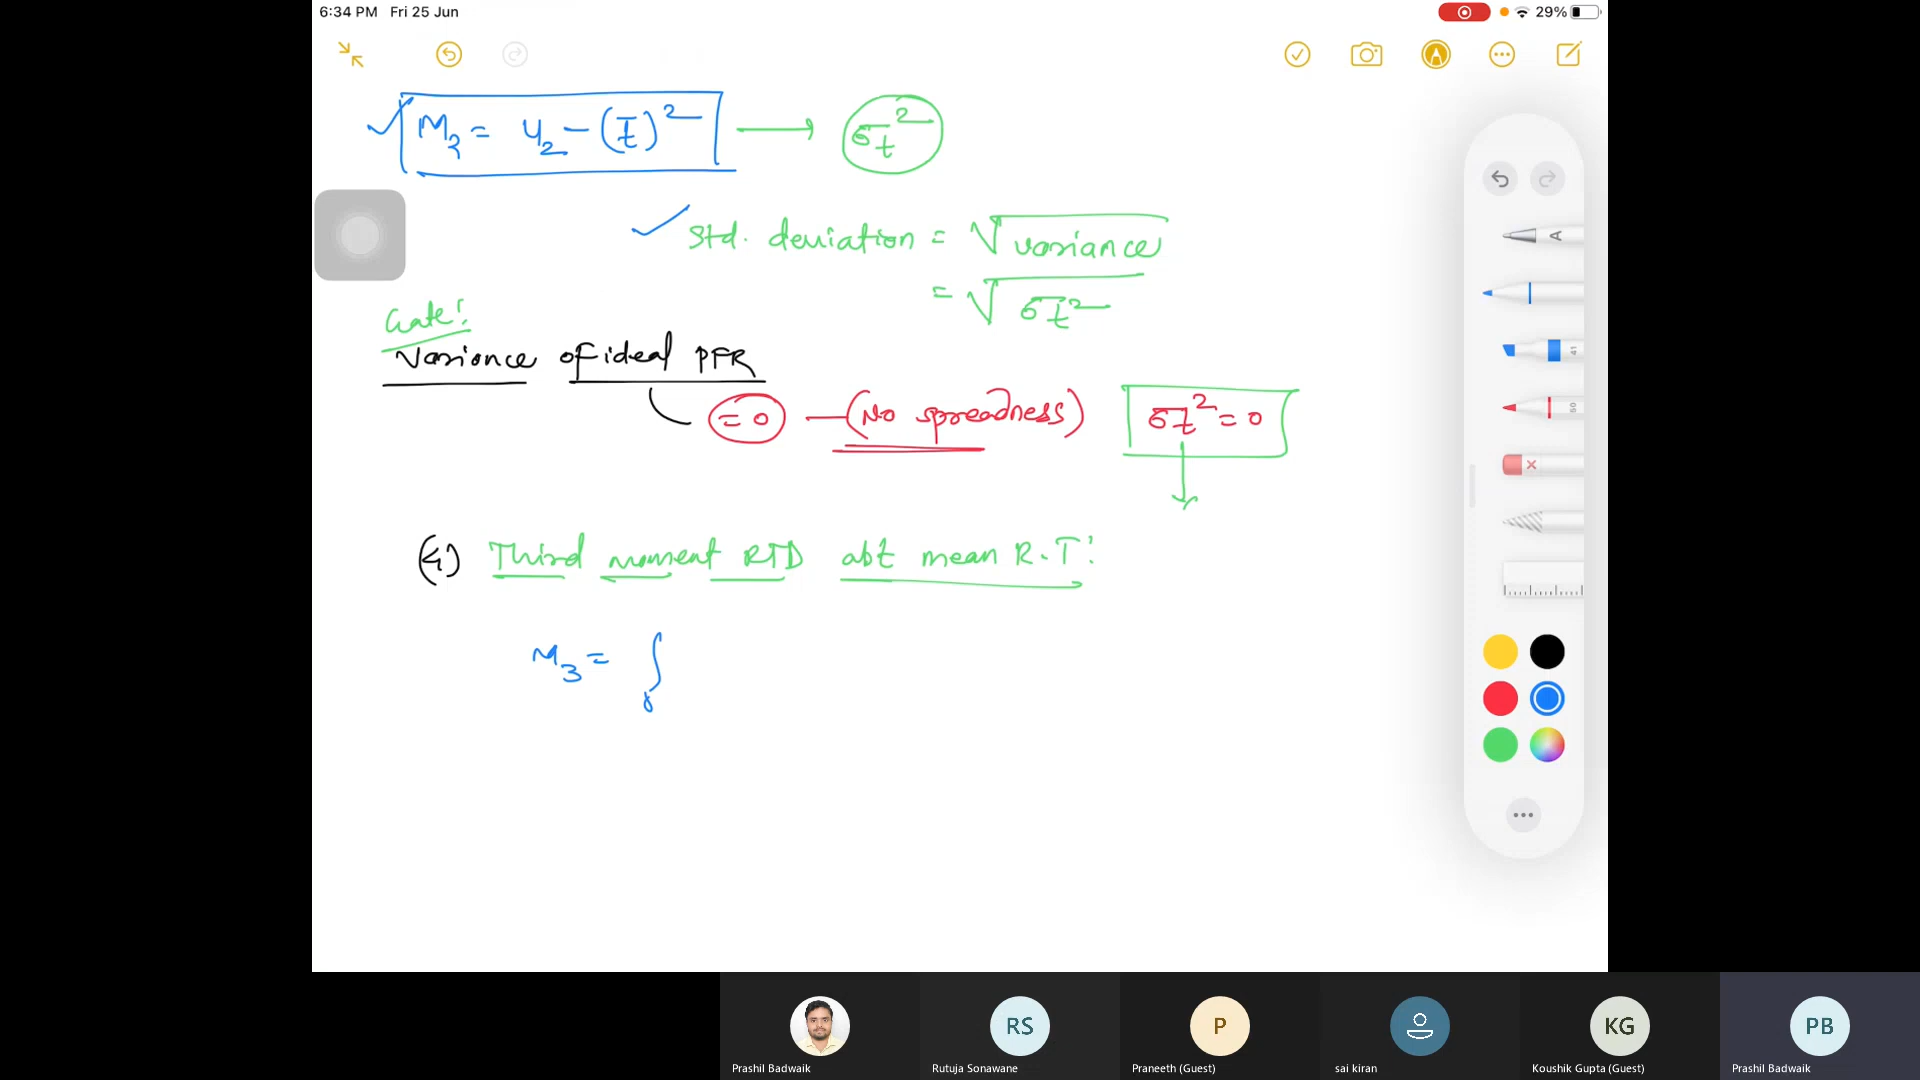 6:34 PM Fri 25 Jun
29%
M₂ = μ₂ − (t̄)² → σt²
Std. deviation = √variance
= √σt²
Gate:
Variance of ideal PFR
= 0 — (No spreadness) σt² = 0
(4) Third moment RTD abt mean R.T:
M₃ = ∫₀
A
41
50
RS
P
KG
PB
Prashil Badwaik
Rutuja Sonawane
Praneeth (Guest)
sai kiran
Koushik Gupta (Guest)
Prashil Badwaik